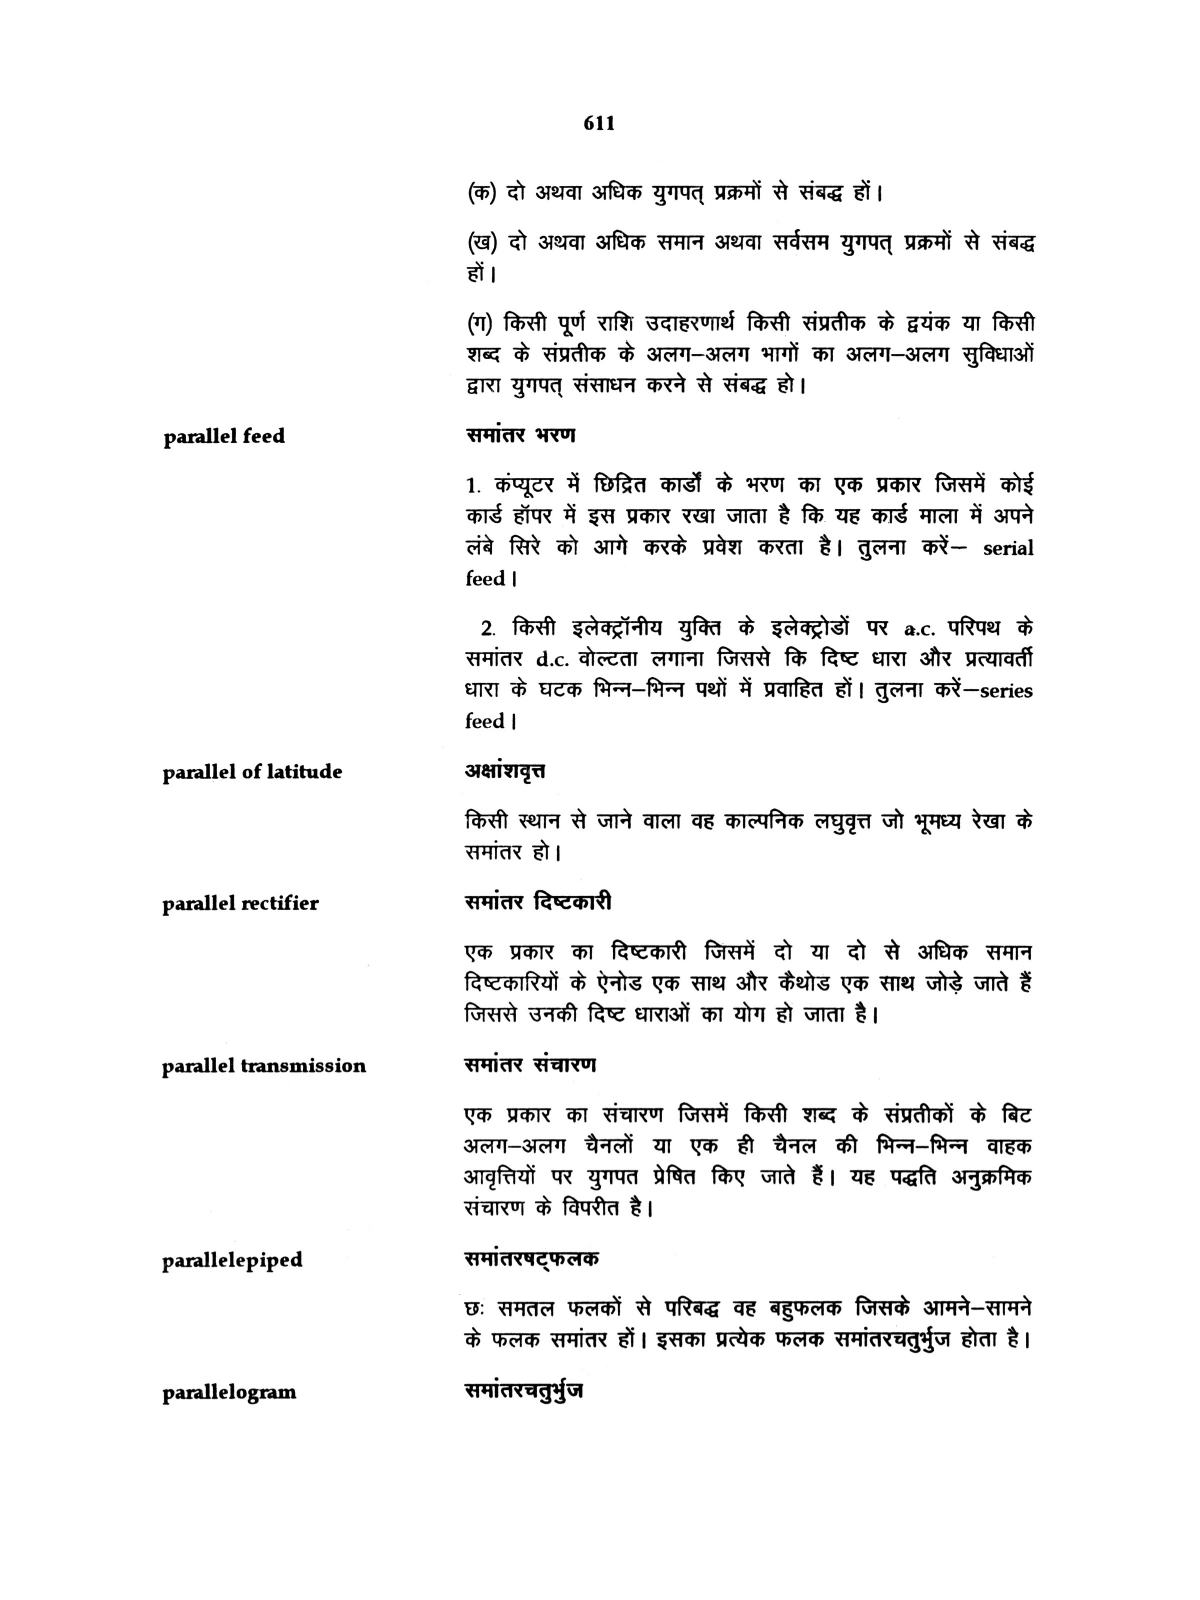 611
(क) दो अथवा अधिक युगपत् प्रक्रमों से संबद्ध हों।
(ख) दो अथवा अधिक समान अथवा सर्वसम युगपत् प्रक्रमों से संबद्ध
हों।
(ग) किसी पूर्ण राशि उदाहरणार्थ किसी संप्रतीक के द्वयंक या किसी
शब्द के संप्रतीक के अलग–अलग भागों का अलग–अलग सुविधाओं
द्वारा युगपत् संसाधन करने से संबद्ध हो।
parallel feed समांतर भरण
1. कंप्यूटर में छिद्रित कार्डों के भरण का एक प्रकार जिसमें कोई
कार्ड हॉपर में इस प्रकार रखा जाता है कि यह कार्ड माला में अपने
लंबे सिरे को आगे करके प्रवेश करता है। तुलना करें– serial
feed।
2. किसी इलेक्ट्रॉनीय युक्ति के इलेक्ट्रोडों पर a.c. परिपथ के
समांतर d.c. वोल्टता लगाना जिससे कि दिष्ट धारा और प्रत्यावर्ती
धारा के घटक भिन्न–भिन्न पथों में प्रवाहित हों। तुलना करें–series
feed।
parallel of latitude अक्षांशवृत्त
किसी स्थान से जाने वाला वह काल्पनिक लघुवृत्त जो भूमध्य रेखा के
समांतर हो।
parallel rectifier समांतर दिष्टकारी
एक प्रकार का दिष्टकारी जिसमें दो या दो से अधिक समान
दिष्टकारियों के ऐनोड एक साथ और कैथोड एक साथ जोड़े जाते हैं
जिससे उनकी दिष्ट धाराओं का योग हो जाता है।
parallel transmission समांतर संचारण
एक प्रकार का संचारण जिसमें किसी शब्द के संप्रतीकों के बिट
अलग–अलग चैनलों या एक ही चैनल की भिन्न–भिन्न वाहक
आवृत्तियों पर युगपत प्रेषित किए जाते हैं। यह पद्धति अनुक्रमिक
संचारण के विपरीत है।
parallelepiped समांतरषट्फलक
छः समतल फलकों से परिबद्ध वह बहुफलक जिसके आमने–सामने
के फलक समांतर हों। इसका प्रत्येक फलक समांतरचतुर्भुज होता है।
parallelogram समांतरचतुर्भुज